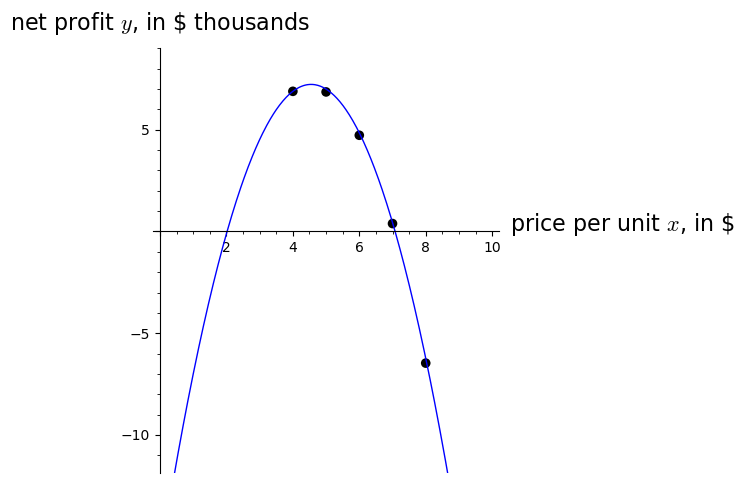 net profit y, in $ thousands
5
price per unit x, in $
2 4 6 8 10
−5
−10